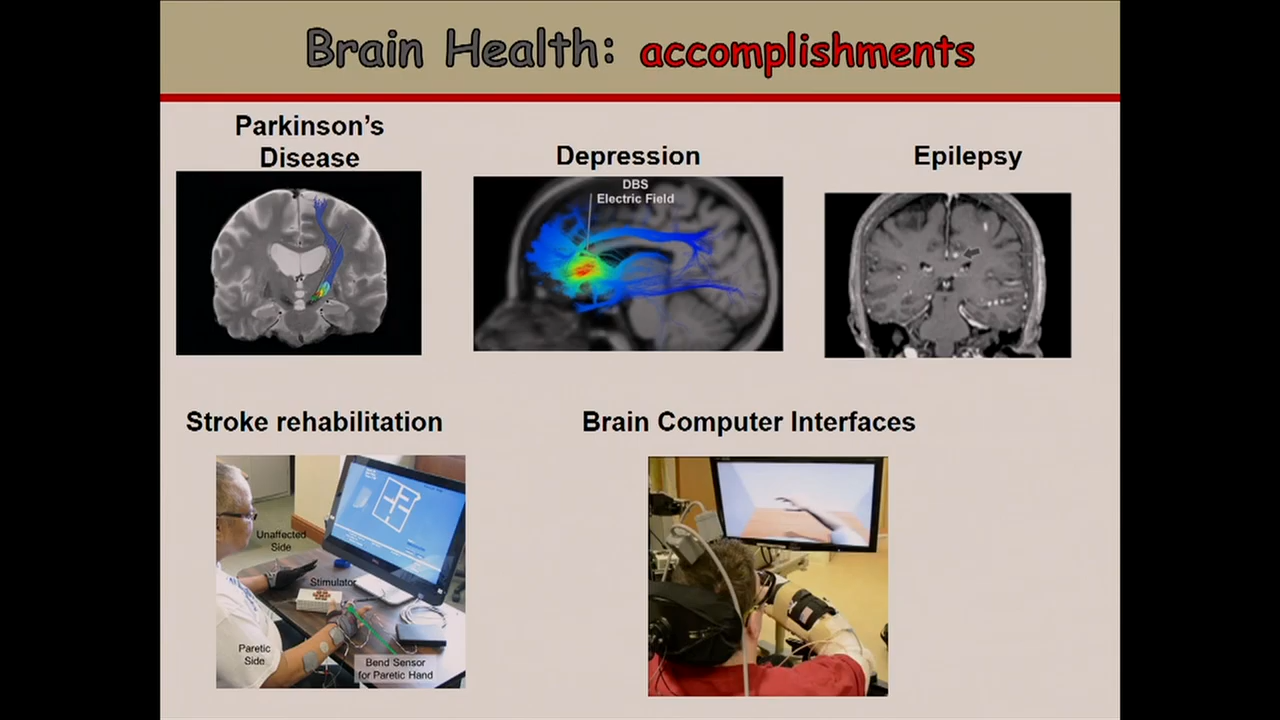 Brain Health: accomplishments
Parkinson's
Disease
Depression
Epilepsy
DBS
Electric Field
Stroke rehabilitation
Brain Computer Interfaces
Unaffected
Side
Stimulator
Paretic
Side
Bend Sensor
for Paretic Hand